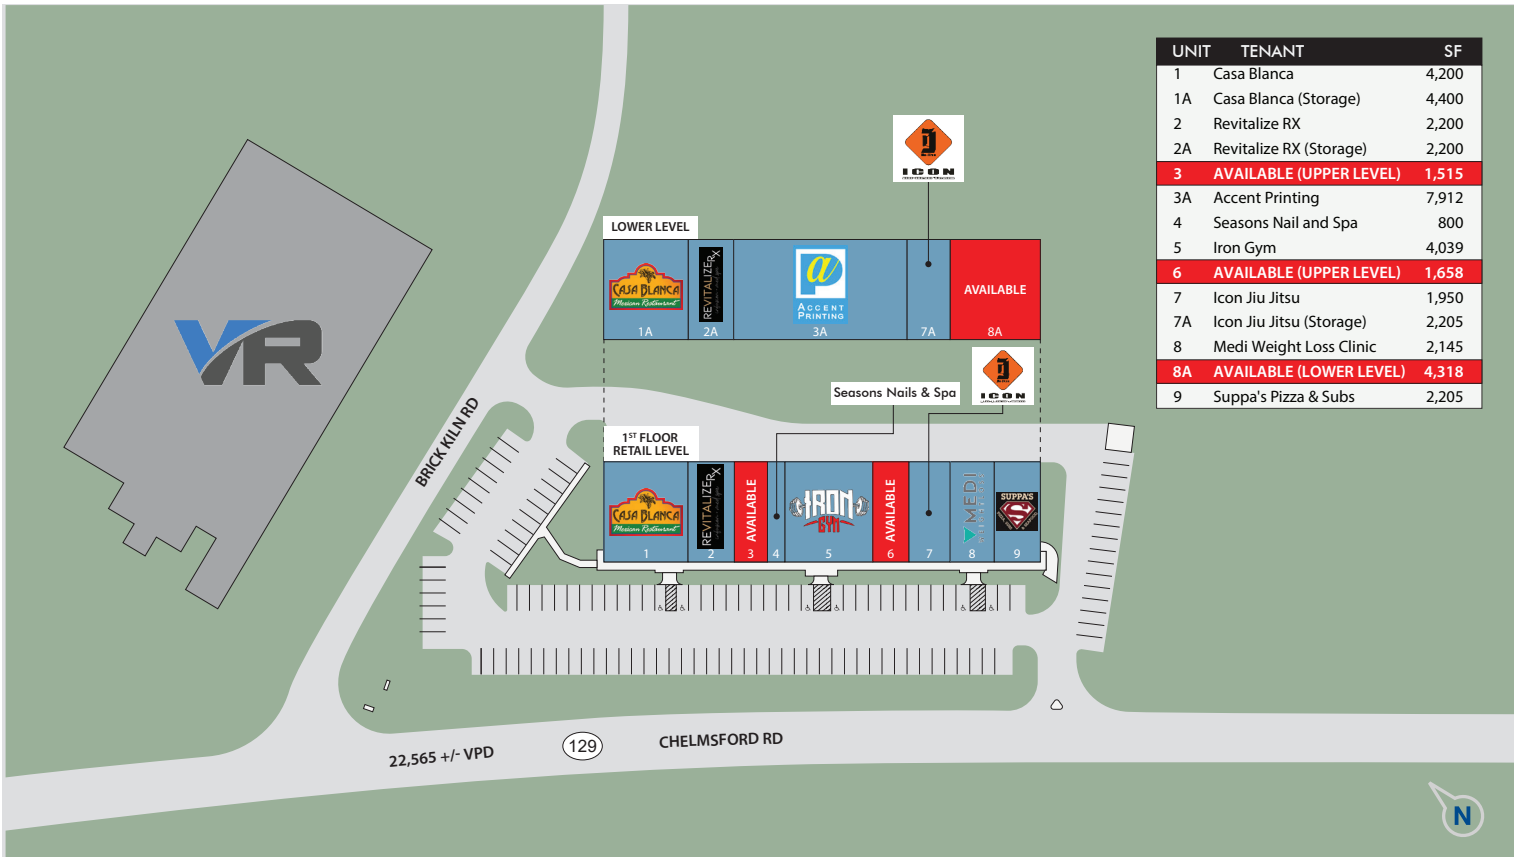 UNIT TENANT SF
1 Casa Blanca 4,200
1A Casa Blanca (Storage) 4,400
2 Revitalize RX 2,200
2A Revitalize RX (Storage) 2,200
3 AVAILABLE (UPPER LEVEL) 1,515
3A Accent Printing 7,912
4 Seasons Nail and Spa 800
5 Iron Gym 4,039
6 AVAILABLE (UPPER LEVEL) 1,658
7 Icon Jiu Jitsu 1,950
7A Icon Jiu Jitsu (Storage) 2,205
8 Medi Weight Loss Clinic 2,145
8A AVAILABLE (LOWER LEVEL) 4,318
9 Suppa's Pizza & Subs 2,205
ICON
LOWER LEVEL
CASA BLANCA
Mexican Restaurant
1A
REVITALIZE RX
2A
a
ACCENT
PRINTING
3A
7A
AVAILABLE
8A
VR
ICON
Seasons Nails & Spa
1ST FLOOR
RETAIL LEVEL
CASA BLANCA
Mexican Restaurant
1
REVITALIZE RX
2
AVAILABLE
3
4
IRON
GYM
5
AVAILABLE
6
7
MEDI
8
SUPPA'S
S
9
BRICK KILN RD
22,565 +/- VPD
129
CHELMSFORD RD
N